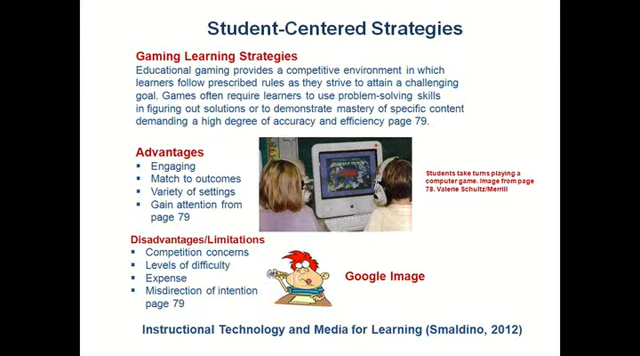 Student-Centered Strategies
Gaming Learning Strategies
Educational gaming provides a competitive environment in which
learners follow prescribed rules as they strive to attain a challenging
goal. Games often require learners to use problem-solving skills
in figuring out solutions or to demonstrate mastery of specific content
demanding a high degree of accuracy and efficiency page 79.
Advantages
▪ Engaging
▪ Match to outcomes
▪ Variety of settings
▪ Gain attention from
page 79
Students take turns playing a
computer game. Image from page
78. Valerie Schultz/Merrill
Disadvantages/Limitations
▪ Competition concerns
▪ Levels of difficulty
▪ Expense
▪ Misdirection of intention
page 79
Google Image
Instructional Technology and Media for Learning (Smaldino, 2012)